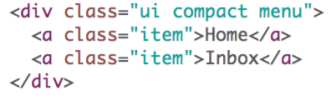 <div class="ui compact menu">
  <a class="item">Home</a>
  <a class="item">Inbox</a>
</div>